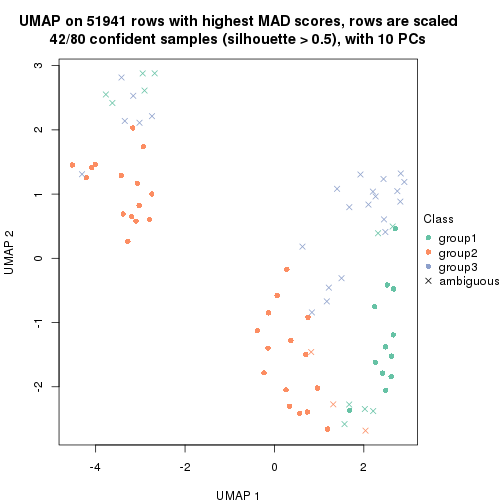 UMAP on 51941 rows with highest MAD scores, rows are scaled
42/80 confident samples (silhouette > 0.5), with 10 PCs
3
2
1
0
-1
-2
UMAP 2
-4
-2
0
2
UMAP 1
Class
group1
group2
group3
ambiguous